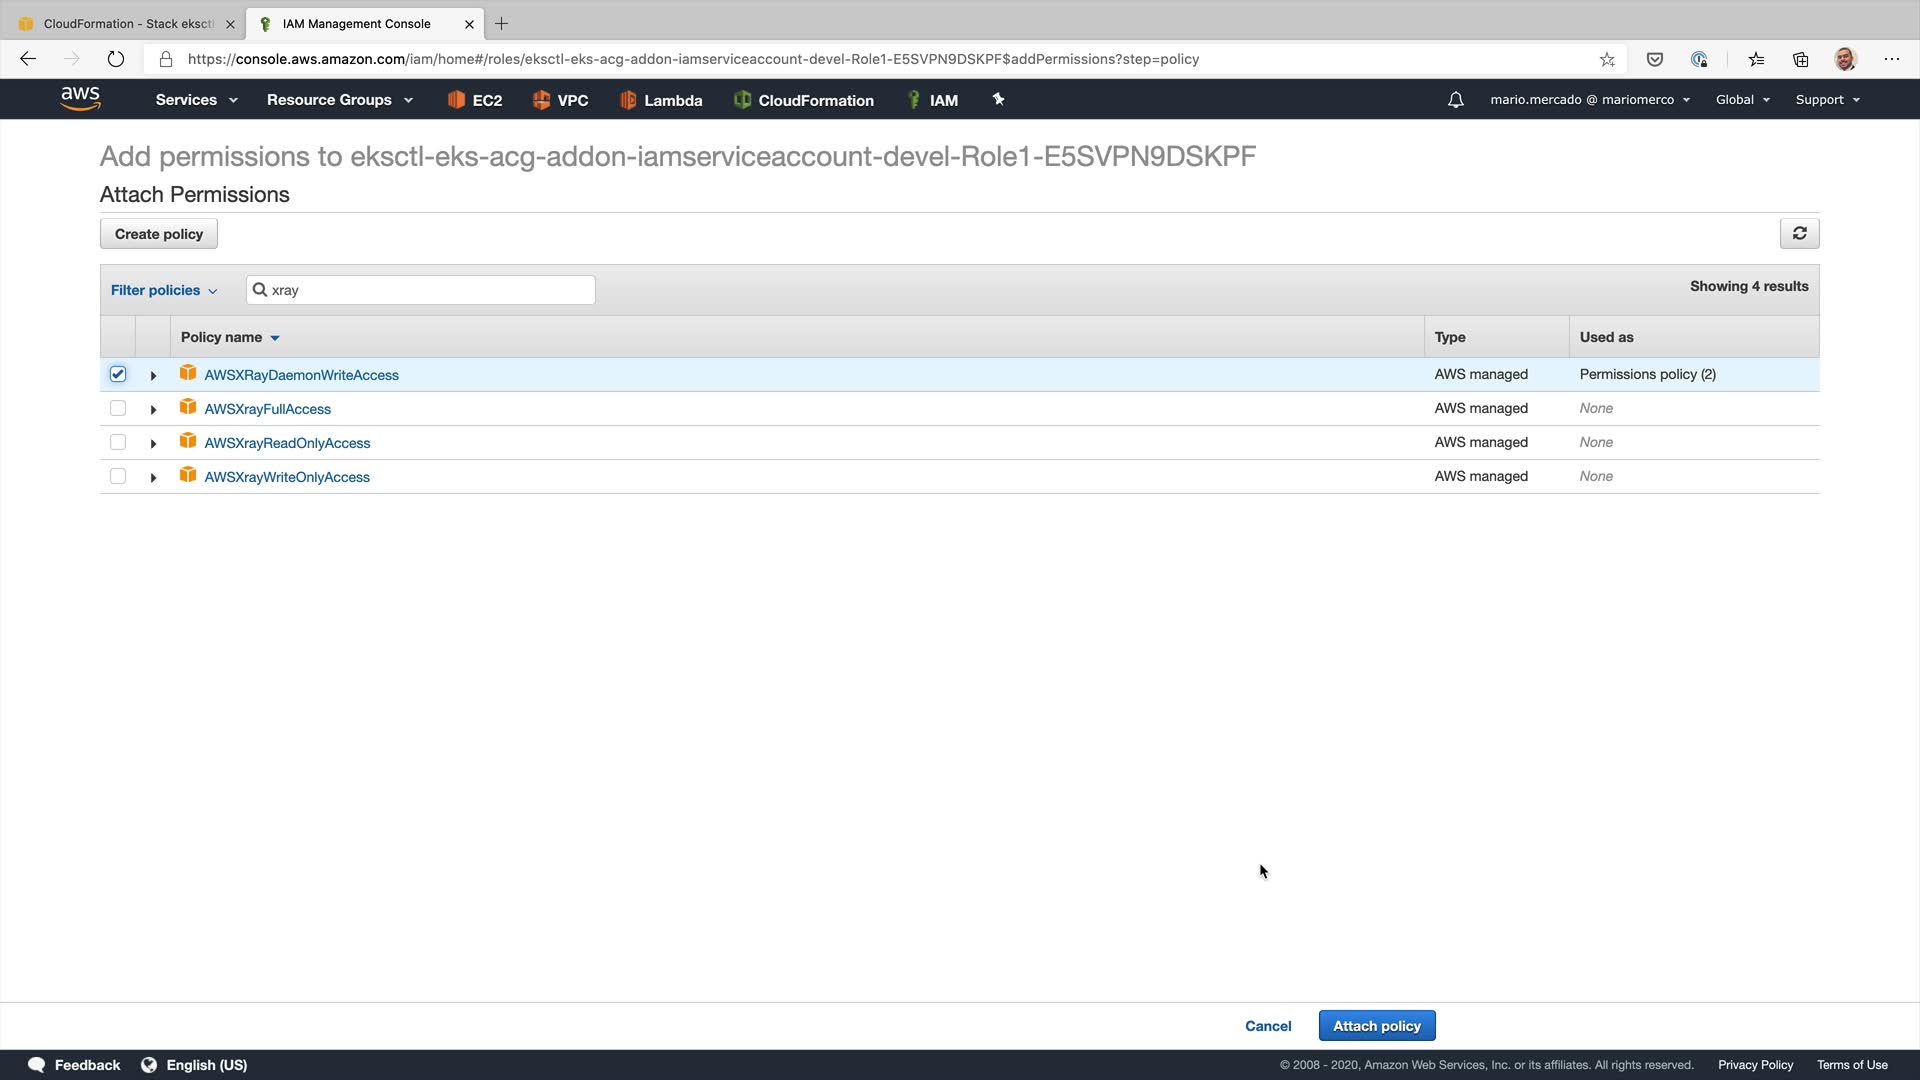 CloudFormation - Stack eksctl
IAM Management Console
https://console.aws.amazon.com/iam/home#/roles/eksctl-eks-acg-addon-iamserviceaccount-devel-Role1-E5SVPN9DSKPF$addPermissions?step=policy
aws
Services
Resource Groups
EC2
VPC
Lambda
CloudFormation
IAM
mario.mercado @ mariomerco
Global
Support
Add permissions to eksctl-eks-acg-addon-iamserviceaccount-devel-Role1-E5SVPN9DSKPF
Attach Permissions
Create policy
Filter policies
xray
Showing 4 results
Policy name
Type
Used as
AWSXRayDaemonWriteAccess
AWS managed
Permissions policy (2)
AWSXrayFullAccess
AWS managed
None
AWSXrayReadOnlyAccess
AWS managed
None
AWSXrayWriteOnlyAccess
AWS managed
None
Cancel
Attach policy
Feedback
English (US)
© 2008 - 2020, Amazon Web Services, Inc. or its affiliates. All rights reserved.
Privacy Policy
Terms of Use